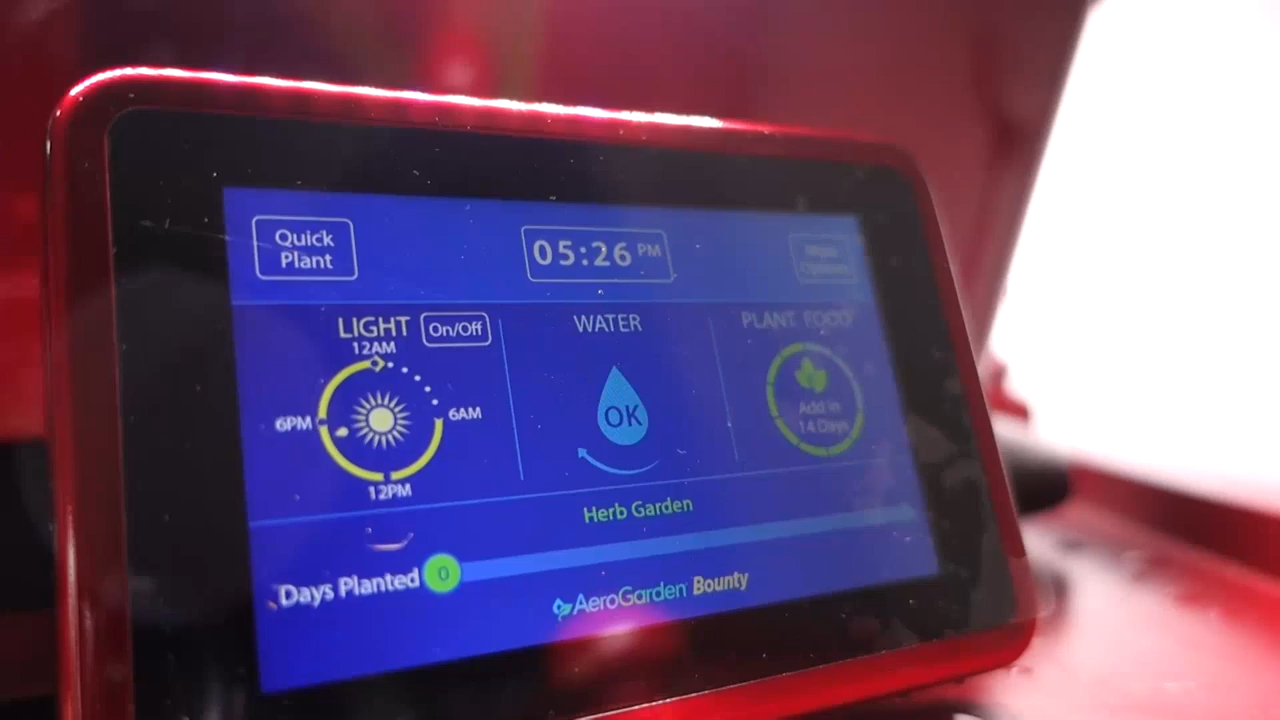 Quick
Plant
05:26 PM
LIGHT
On/Off
12AM
6PM
6AM
12PM
WATER
OK
PLANT FOOD
Add in
14 Days
Herb Garden
Days Planted
0
AeroGarden Bounty